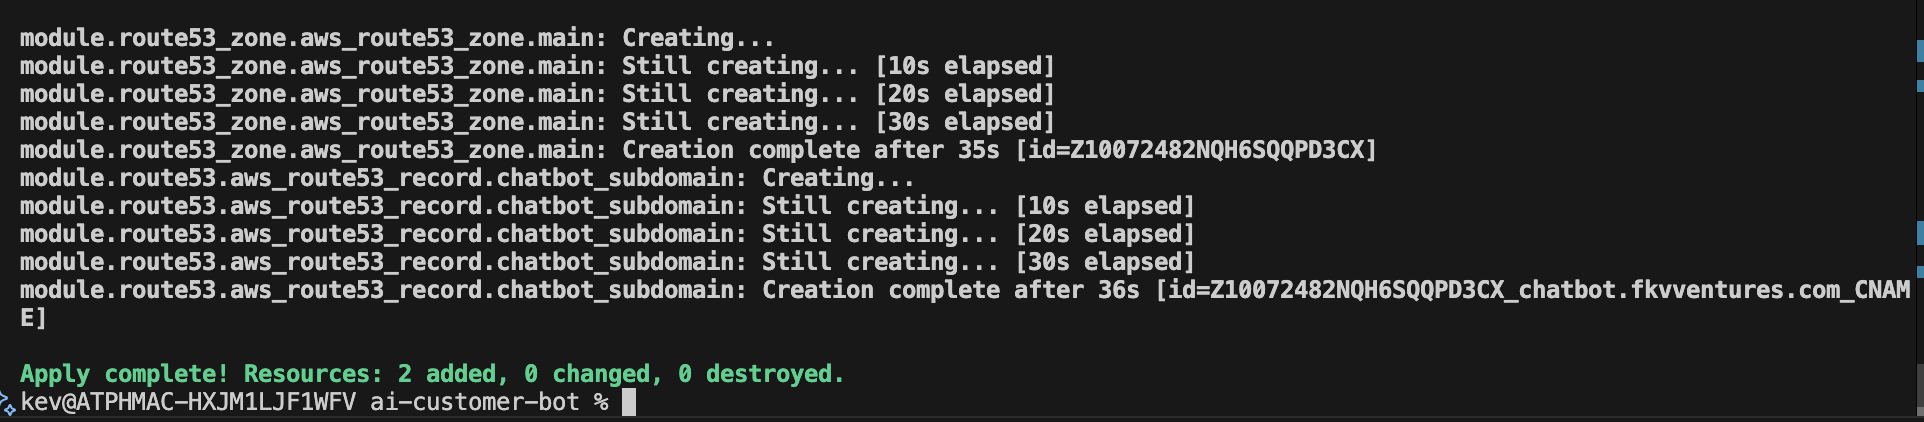 module.route53_zone.aws_route53_zone.main: Creating...
module.route53_zone.aws_route53_zone.main: Still creating... [10s elapsed]
module.route53_zone.aws_route53_zone.main: Still creating... [20s elapsed]
module.route53_zone.aws_route53_zone.main: Still creating... [30s elapsed]
module.route53_zone.aws_route53_zone.main: Creation complete after 35s [id=Z10072482NQH6SQQPD3CX]
module.route53.aws_route53_record.chatbot_subdomain: Creating...
module.route53.aws_route53_record.chatbot_subdomain: Still creating... [10s elapsed]
module.route53.aws_route53_record.chatbot_subdomain: Still creating... [20s elapsed]
module.route53.aws_route53_record.chatbot_subdomain: Still creating... [30s elapsed]
module.route53.aws_route53_record.chatbot_subdomain: Creation complete after 36s [id=Z10072482NQH6SQQPD3CX_chatbot.fkvventures.com_CNAM
E]
Apply complete! Resources: 2 added, 0 changed, 0 destroyed.
kev@ATPHMAC-HXJM1LJF1WFV ai-customer-bot %